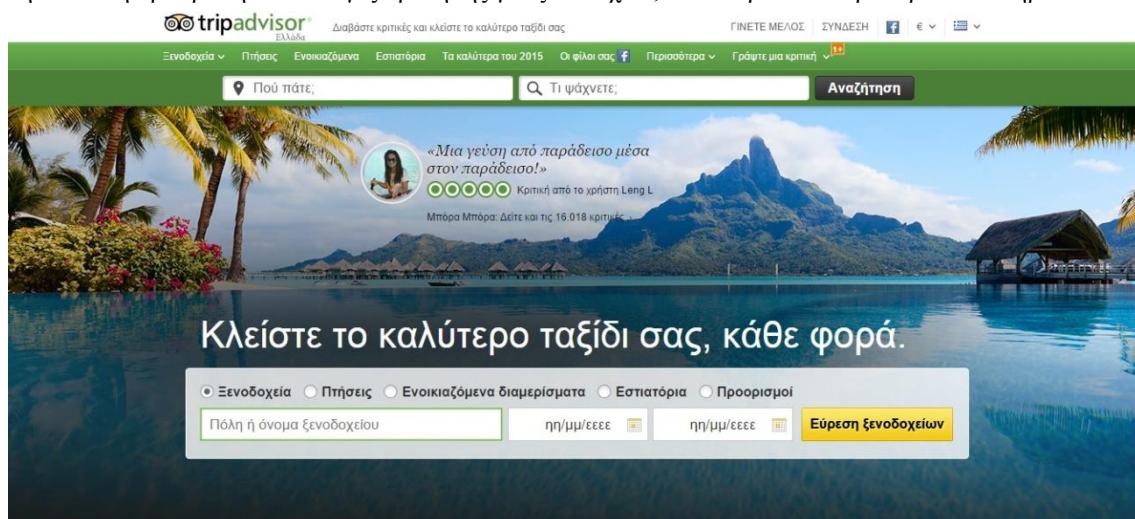 tripadvisor
Ελλάδα
Διαβάστε κριτικές και κλείστε το καλύτερο ταξίδι σας
ΓΙΝΕΤΕ ΜΕΛΟΣ ΣΥΝΔΕΣΗ f €
Ξενοδοχεία Πτήσεις Ενοικιαζόμενα Εστιατόρια Τα καλύτερα του 2015 Οι φίλοι σας f Περισσότερα Γράψτε μια κριτική 1+
Πού πάτε; Τι ψάχνετε; Αναζήτηση
«Μια γεύση από παράδεισο μέσα
στον παράδεισο!»
Κριτική από το χρήστη Leng L
Μπόρα Μπόρα: Δείτε και τις 16.018 κριτικές
Κλείστε το καλύτερο ταξίδι σας, κάθε φορά.
Ξενοδοχεία Πτήσεις Ενοικιαζόμενα διαμερίσματα Εστιατόρια Προορισμοί
Πόλη ή όνομα ξενοδοχείου ηη/μμ/εεεε ηη/μμ/εεεε Εύρεση ξενοδοχείων